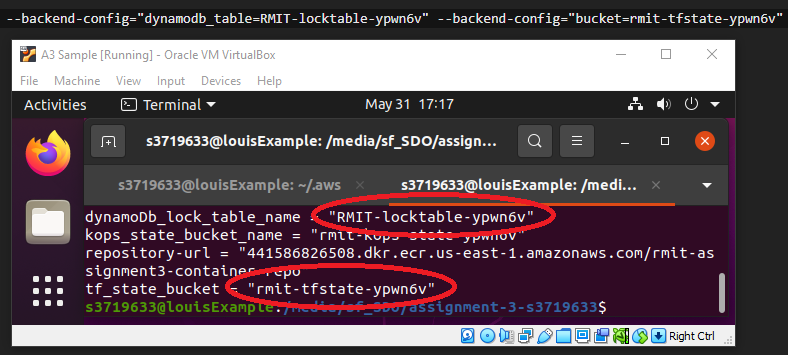 --backend-config="dynamodb_table=RMIT-locktable-ypwn6v" --backend-config="bucket=rmit-tfstate-ypwn6v"
A3 Sample [Running] - Oracle VM VirtualBox
File Machine View Input Devices Help
Activities Terminal May 31 17:17
s3719633@louisExample: /media/sf_SDO/assign...
s3719633@louisExample: ~/.aws s3719633@louisExample: /medi...
dynamoDb_lock_table_name = "RMIT-locktable-ypwn6v"
kops_state_bucket_name = "rmit-kops-state-ypwn6v"
repository-url = "441586826508.dkr.ecr.us-east-1.amazonaws.com/rmit-as
signment3-container-repo"
tf_state_bucket = "rmit-tfstate-ypwn6v"
s3719633@louisExample:/media/sf_SDO/assignment-3-s3719633$
Right Ctrl